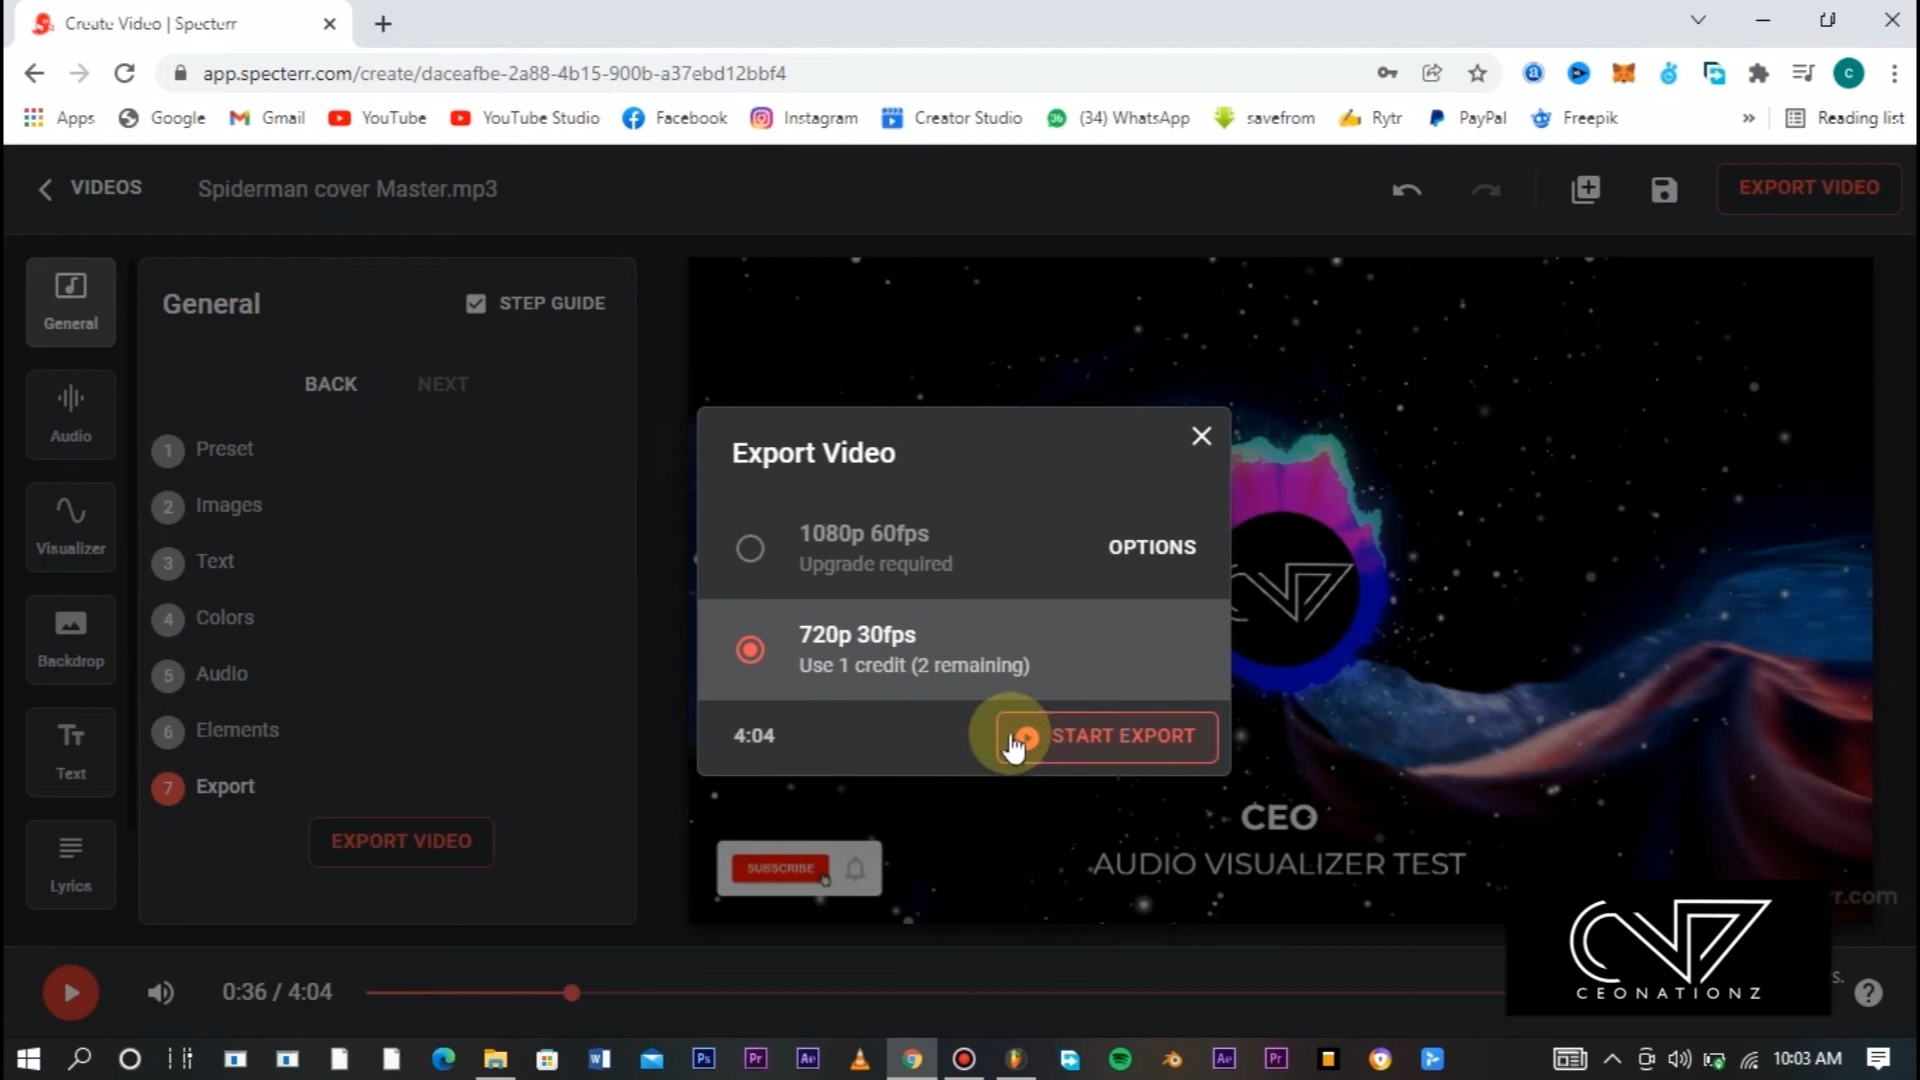 Create Video | Specterr
app.specterr.com/create/daceafbe-2a88-4b15-900b-a37ebd12bbf4
C
Apps Google Gmail YouTube YouTube Studio Facebook Instagram Creator Studio (34) WhatsApp savefrom Rytr PayPal Freepik » Reading list
VIDEOS Spiderman cover Master.mp3 EXPORT VIDEO
General
Audio
Visualizer
Backdrop
Text
Lyrics
General STEP GUIDE
BACK NEXT
1 Preset
2 Images
3 Text
4 Colors
5 Audio
6 Elements
7 Export
EXPORT VIDEO
Export Video
1080p 60fps
Upgrade required
OPTIONS
720p 30fps
Use 1 credit (2 remaining)
4:04 START EXPORT
SUBSCRIBE
CEO
AUDIO VISUALIZER TEST
r.com
CEONATIONZ
0:36 / 4:04
s.
10:03 AM